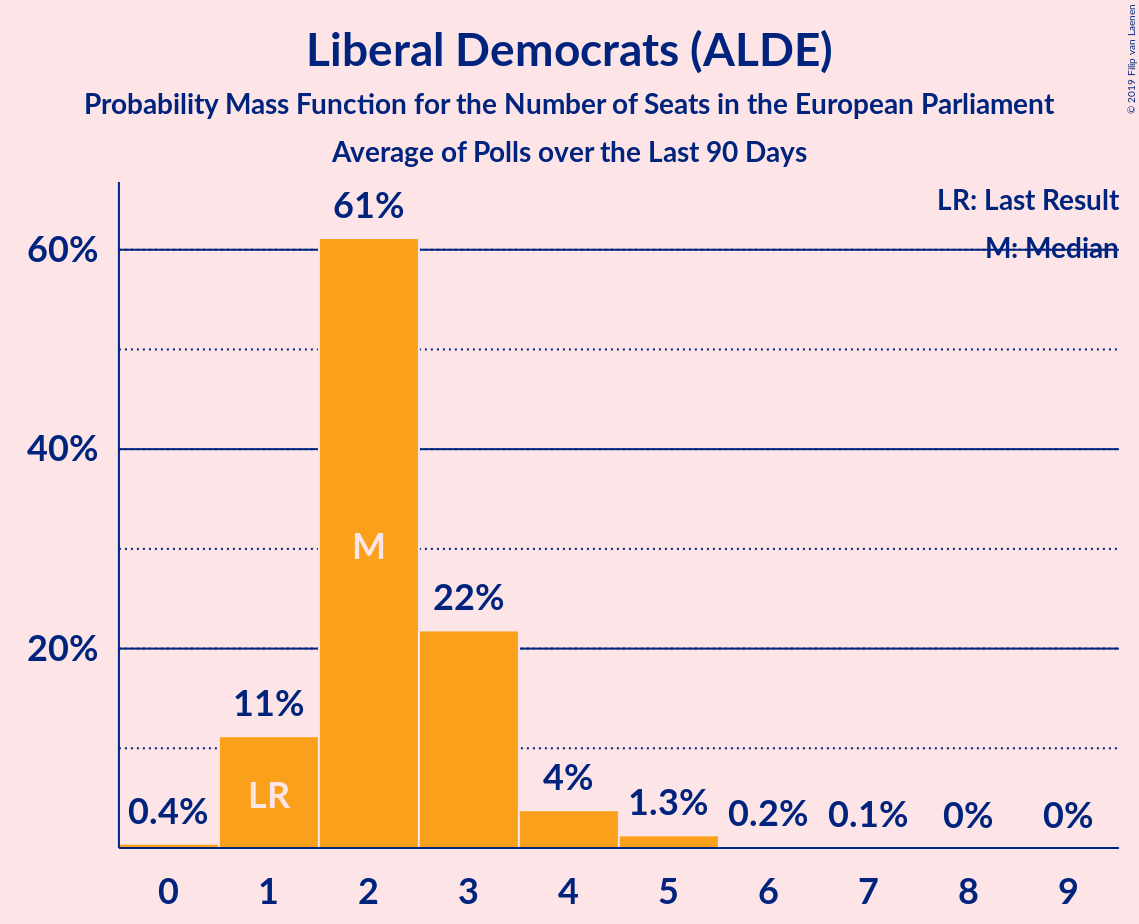 Liberal Democrats (ALDE)
Probability Mass Function for the Number of Seats in the European Parliament
Average of Polls over the Last 90 Days
© 2019 Filip van Laenen
LR: Last Result
M: Median
60%
40%
20%
0.4%
11%
61%
22%
4%
1.3%
0.2%
0.1%
0%
0%
LR
M
0 1 2 3 4 5 6 7 8 9